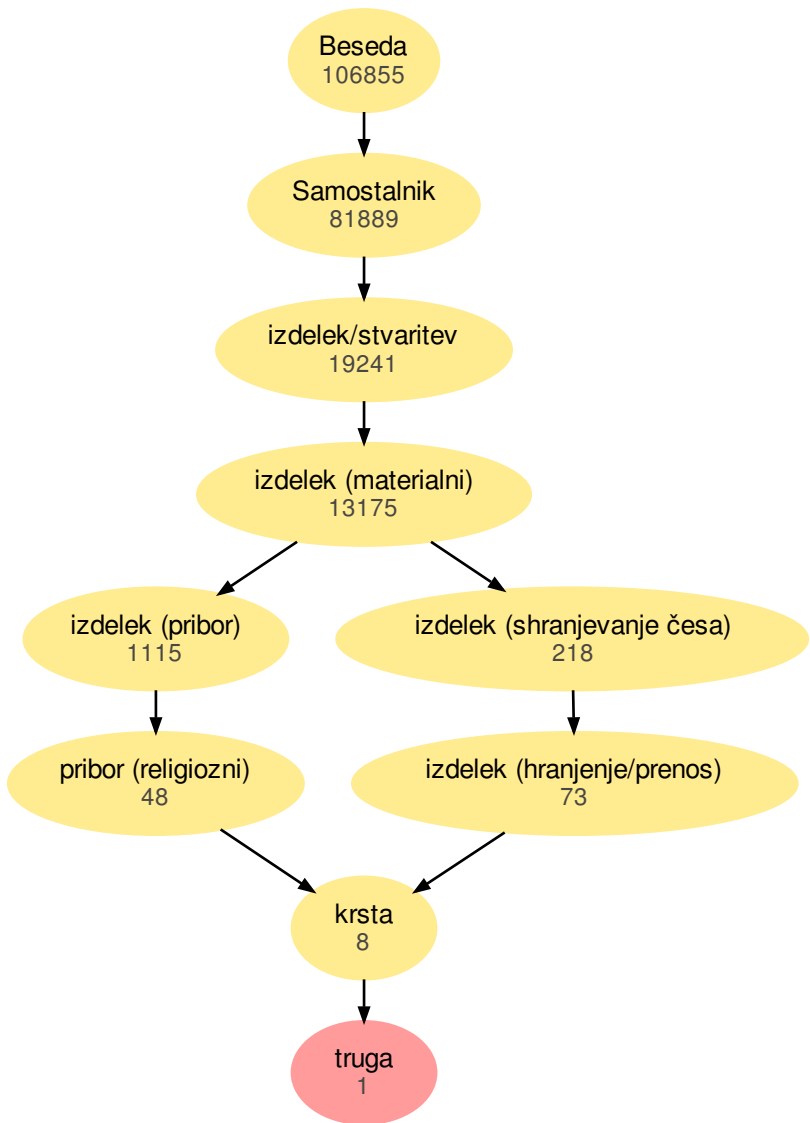 Beseda
106855
Samostalnik
81889
izdelek/stvaritev
19241
izdelek (materialni)
13175
izdelek (pribor)
1115
izdelek (shranjevanje česa)
218
pribor (religiozni)
48
izdelek (hranjenje/prenos)
73
krsta
8
truga
1